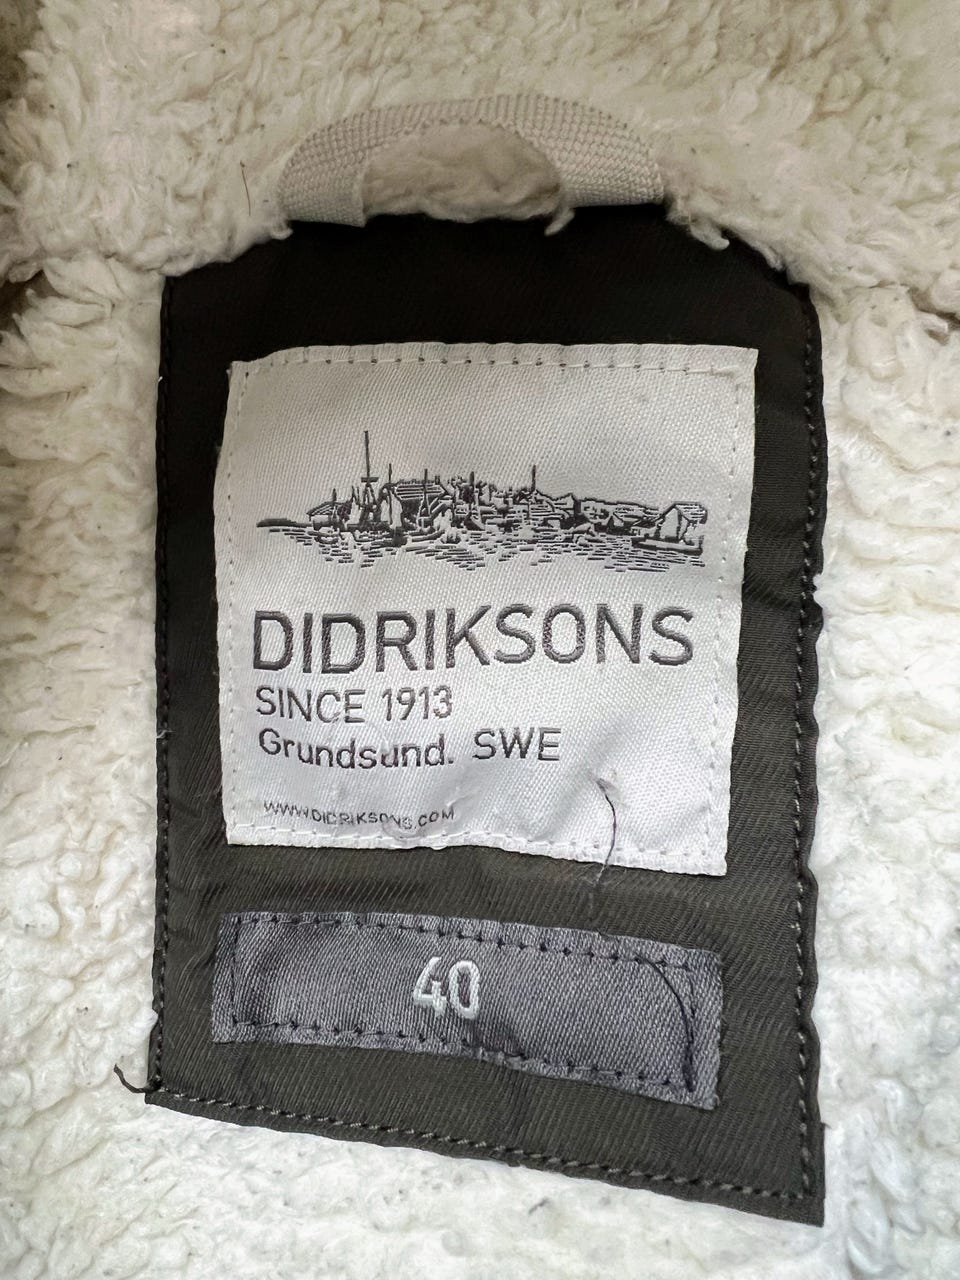 DIDRIKSONS
SINCE 1913
Grundsund. SWE
WWW.DIDRIKSONS.COM
40